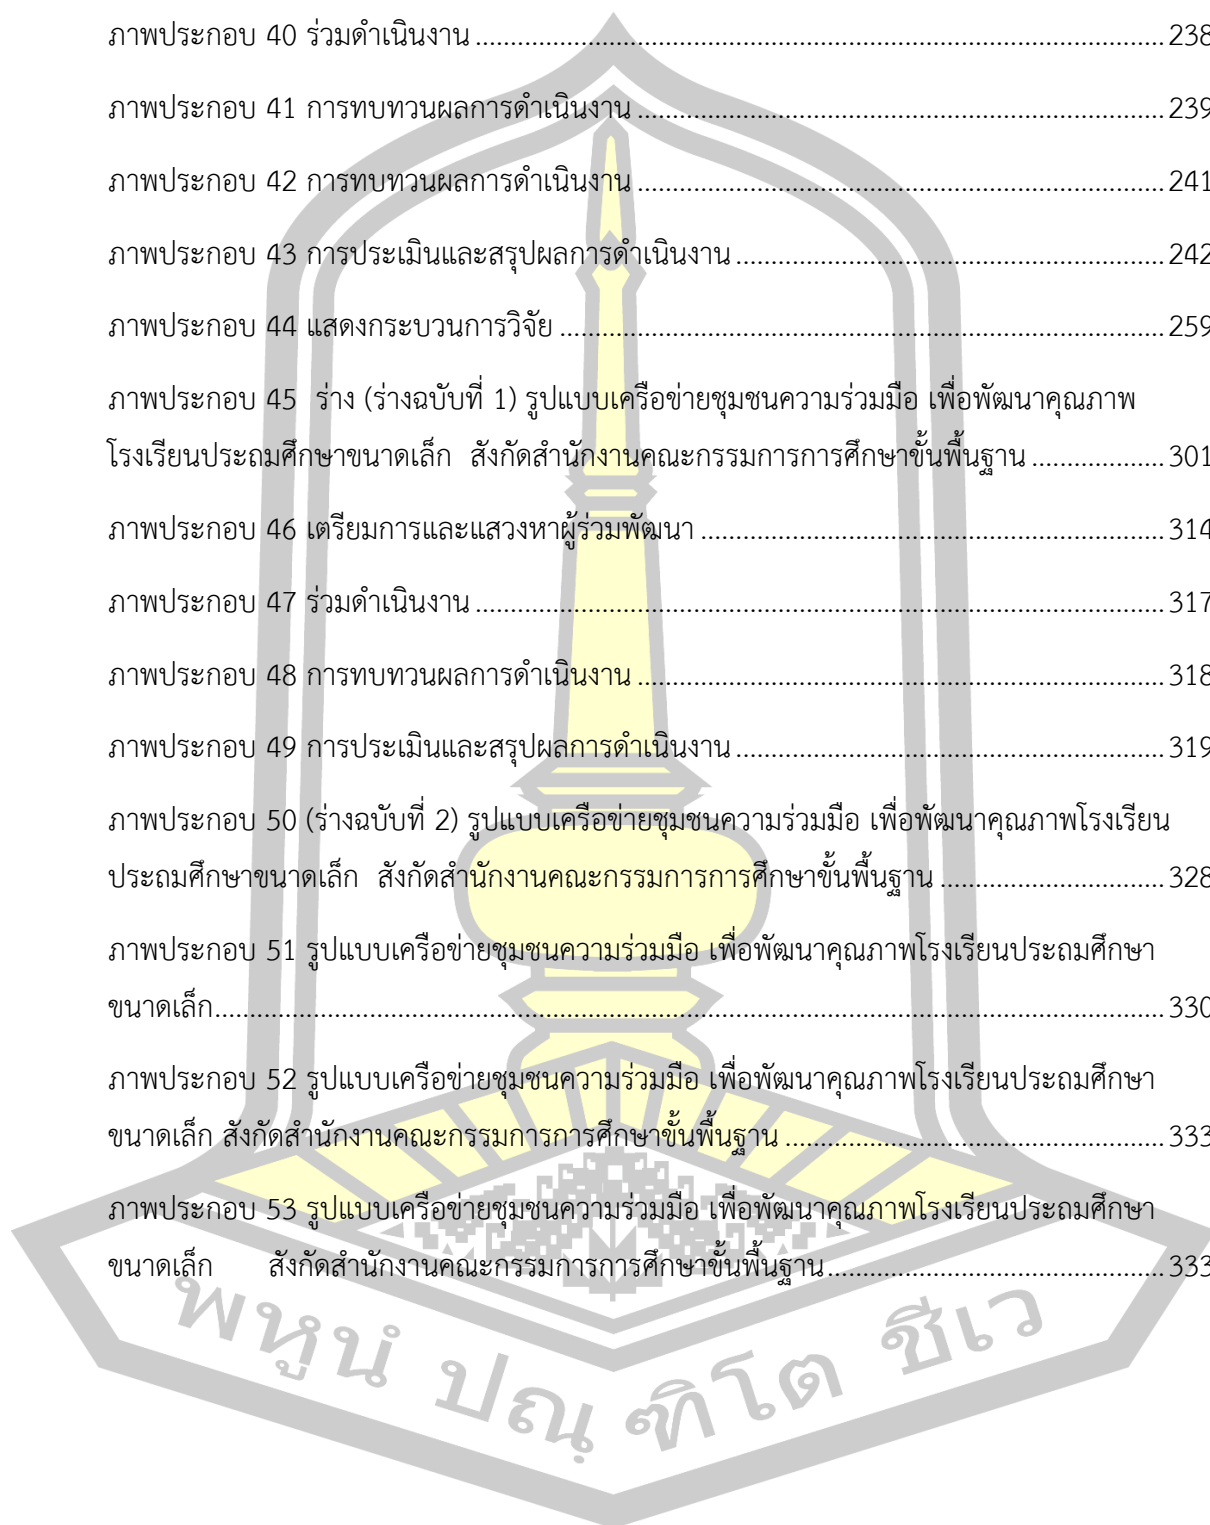 ภาพประกอบ 40 ร่วมดำเนินงาน ........................................ 238
ภาพประกอบ 41 การทบทวนผลการดำเนินงาน ........................................ 239
ภาพประกอบ 42 การทบทวนผลการดำเนินงาน ........................................ 241
ภาพประกอบ 43 การประเมินและสรุปผลการดำเนินงาน ........................................ 242
ภาพประกอบ 44 แสดงกระบวนการวิจัย ........................................ 259
ภาพประกอบ 45 ร่าง (ร่างฉบับที่ 1) รูปแบบเครือข่ายชุมชนความร่วมมือ เพื่อพัฒนาคุณภาพ
โรงเรียนประถมศึกษาขนาดเล็ก สังกัดสำนักงานคณะกรรมการการศึกษาขั้นพื้นฐาน ........................ 301
ภาพประกอบ 46 เตรียมการและแสวงหาผู้ร่วมพัฒนา ........................................ 314
ภาพประกอบ 47 ร่วมดำเนินงาน ........................................ 317
ภาพประกอบ 48 การทบทวนผลการดำเนินงาน ........................................ 318
ภาพประกอบ 49 การประเมินและสรุปผลการดำเนินงาน ........................................ 319
ภาพประกอบ 50 (ร่างฉบับที่ 2) รูปแบบเครือข่ายชุมชนความร่วมมือ เพื่อพัฒนาคุณภาพโรงเรียน
ประถมศึกษาขนาดเล็ก สังกัดสำนักงานคณะกรรมการการศึกษาขั้นพื้นฐาน ........................ 328
ภาพประกอบ 51 รูปแบบเครือข่ายชุมชนความร่วมมือ เพื่อพัฒนาคุณภาพโรงเรียนประถมศึกษา
ขนาดเล็ก........................................ 330
ภาพประกอบ 52 รูปแบบเครือข่ายชุมชนความร่วมมือ เพื่อพัฒนาคุณภาพโรงเรียนประถมศึกษา
ขนาดเล็ก สังกัดสำนักงานคณะกรรมการการศึกษาขั้นพื้นฐาน ........................................ 333
ภาพประกอบ 53 รูปแบบเครือข่ายชุมชนความร่วมมือ เพื่อพัฒนาคุณภาพโรงเรียนประถมศึกษา
ขนาดเล็ก สังกัดสำนักงานคณะกรรมการการศึกษาขั้นพื้นฐาน........................................ 333
พหูนํ ปณฺฑิโต ชีเว